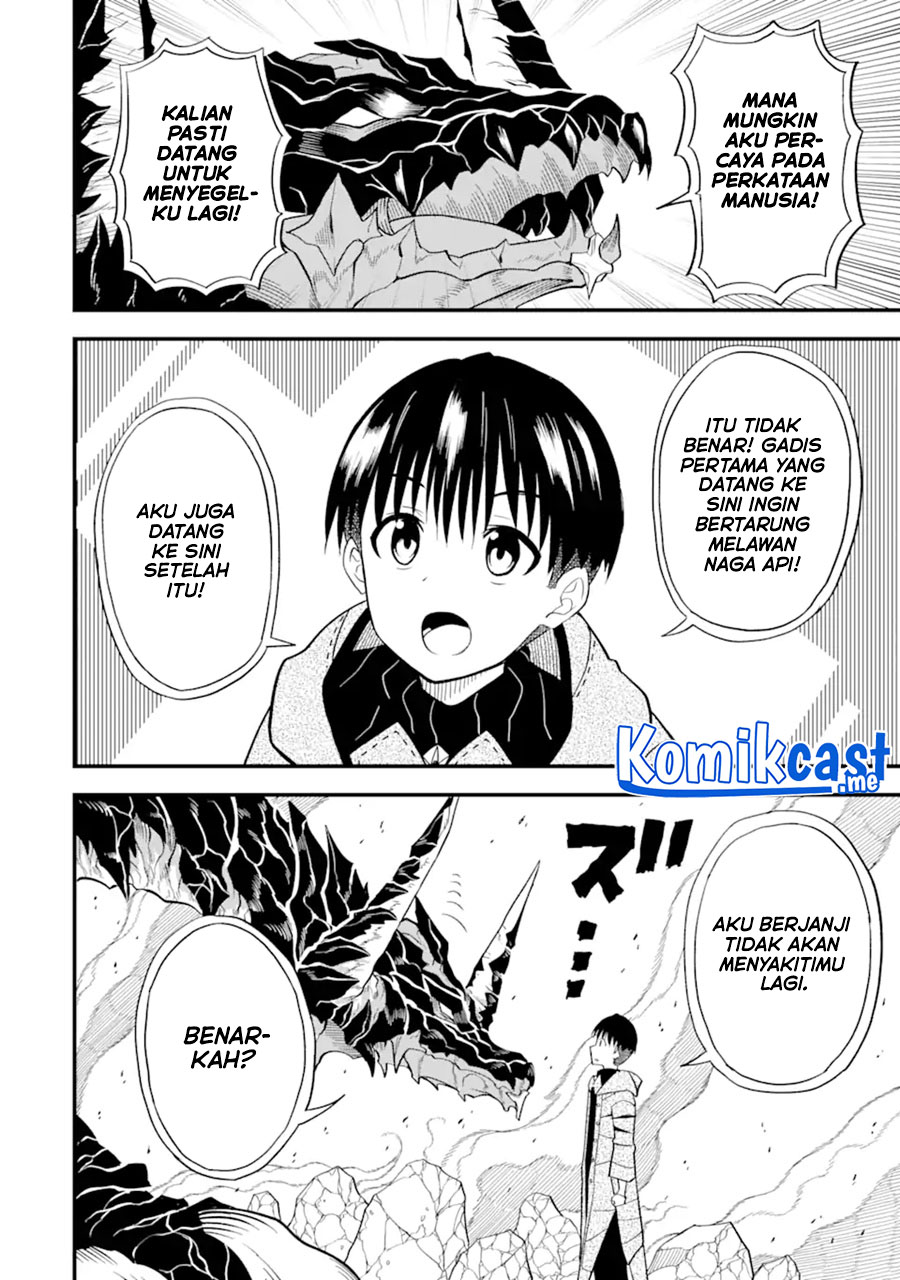 MANA
MUNGKIN
AKU PER-
CAYA PADA
PERKATAAN
MANUSIA!
KALIAN
PASTI
DATANG
UNTUK
MENYEGEL-
KU LAGI!
ITU TIDAK
BENAR! GADIS
PERTAMA YANG
DATANG KE
SINI INGIN
BERTARUNG
MELAWAN
NAGA API!
AKU JUGA
DATANG
KE SINI
SETELAH
ITU!
Komikcast
.me
AKU BERJANJI
TIDAK AKAN
MENYAKITIMU
LAGI.
ズ…
BENAR-
KAH?